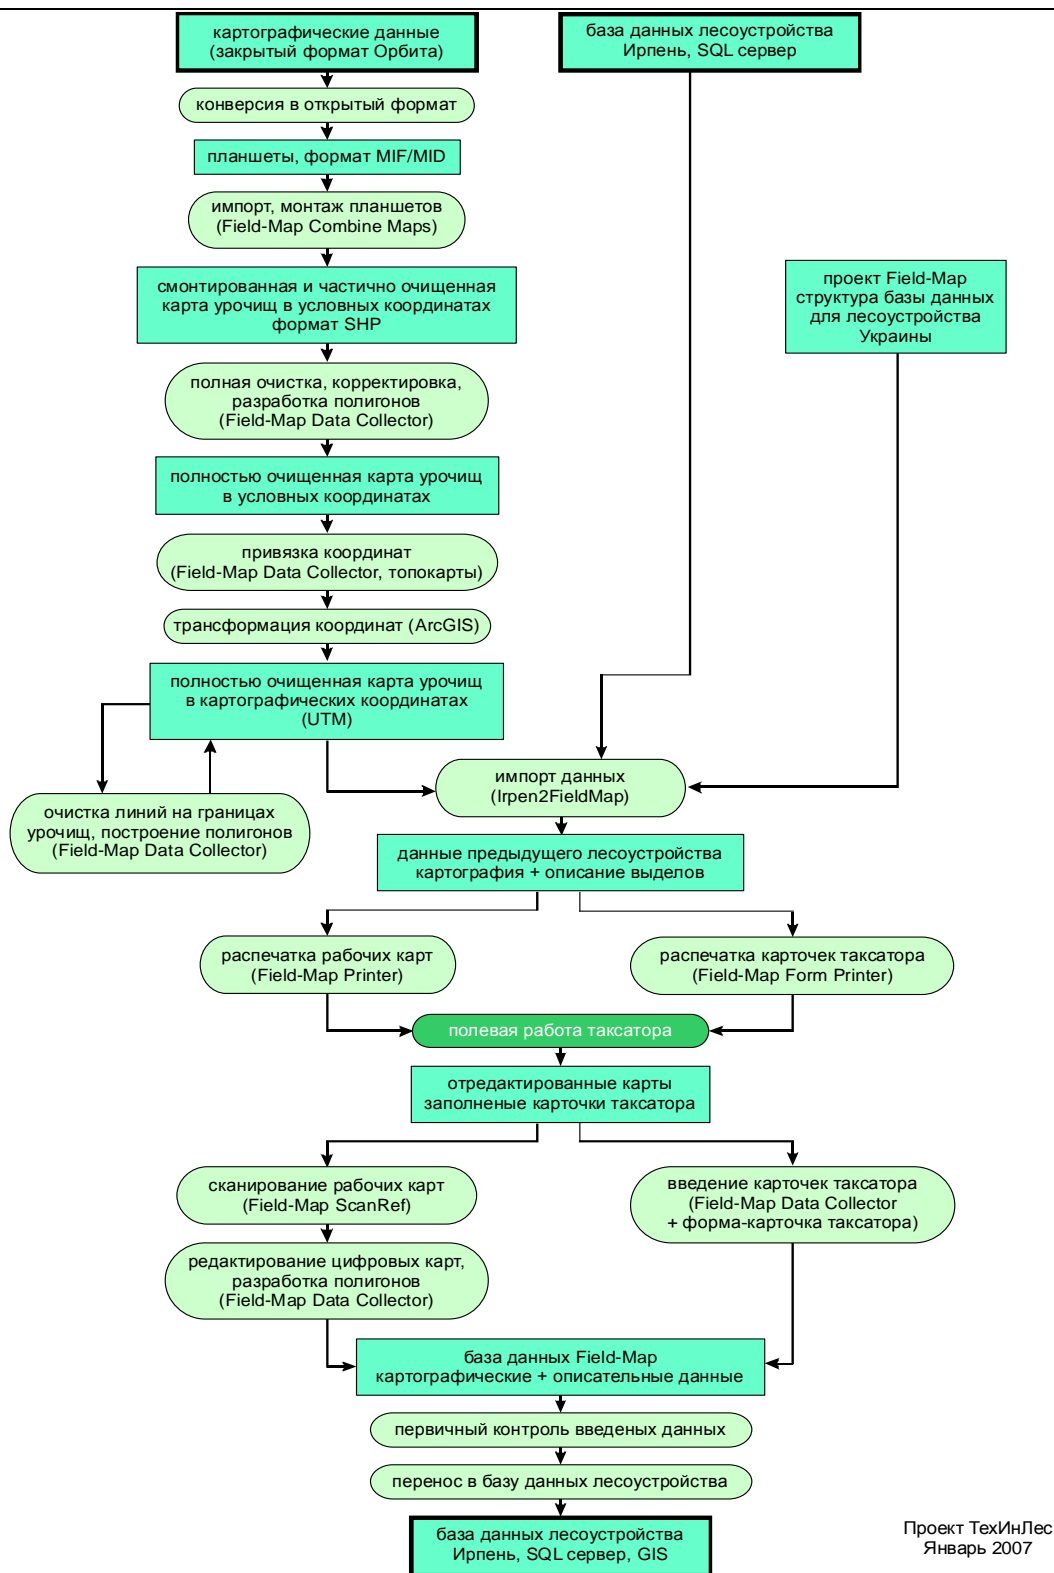 картографические данные
(закрытый формат Орбита)
база данных лесоустройства
Ирпень, SQL сервер
конверсия в открытый формат
планшеты, формат MIF/MID
импорт, монтаж планшетов
(Field-Map Combine Maps)
смонтированная и частично очищенная
карта урочищ в условных координатах
формат SHP
проект Field-Map
структура базы данных
для лесоустройства
Украины
полная очистка, корректировка,
разработка полигонов
(Field-Map Data Collector)
полностью очищенная карта урочищ
в условных координатах
привязка координат
(Field-Map Data Collector, топокарты)
трансформация координат (ArcGIS)
полностью очищенная карта урочищ
в картографических координатах
(UTM)
импорт данных
(Irpen2FieldMap)
очистка линий на границах
урочищ, построение полигонов
(Field-Map Data Collector)
данные предыдущего лесоустройства
картография + описание выделов
распечатка рабочих карт
(Field-Map Printer)
распечатка карточек таксатора
(Field-Map Form Printer)
полевая работа таксатора
отредактированные карты
заполненые карточки таксатора
сканирование рабочих карт
(Field-Map ScanRef)
введение карточек таксатора
(Field-Map Data Collector
+ форма-карточка таксатора)
редактирование цифровых карт,
разработка полигонов
(Field-Map Data Collector)
база данных Field-Map
картографические + описательные данные
первичный контроль введеных данных
перенос в базу данных лесоустройства
база данных лесоустройства
Ирпень, SQL сервер, GIS
Проект ТехИнЛес
Январь 2007